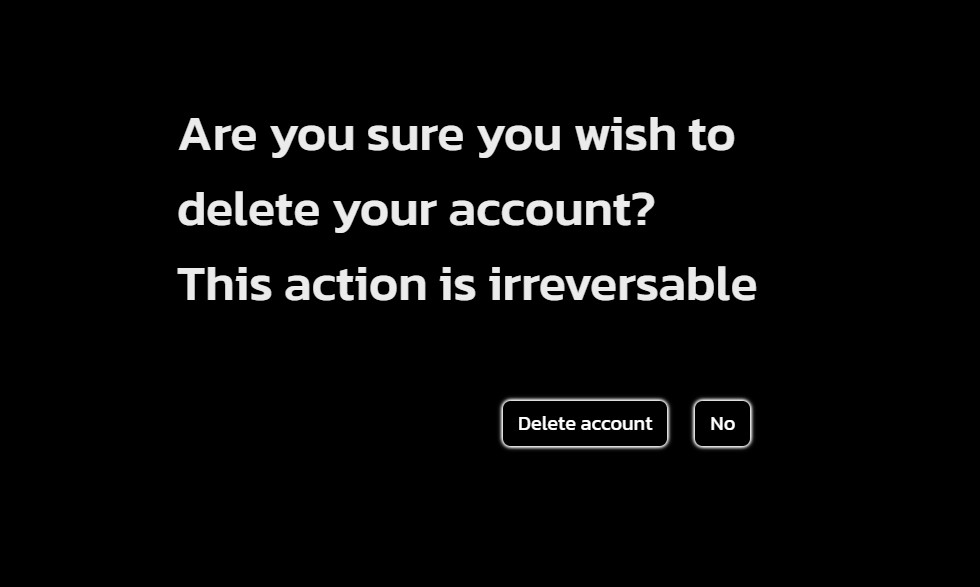 Are you sure you wish to
delete your account?
This action is irreversable
Delete account
No